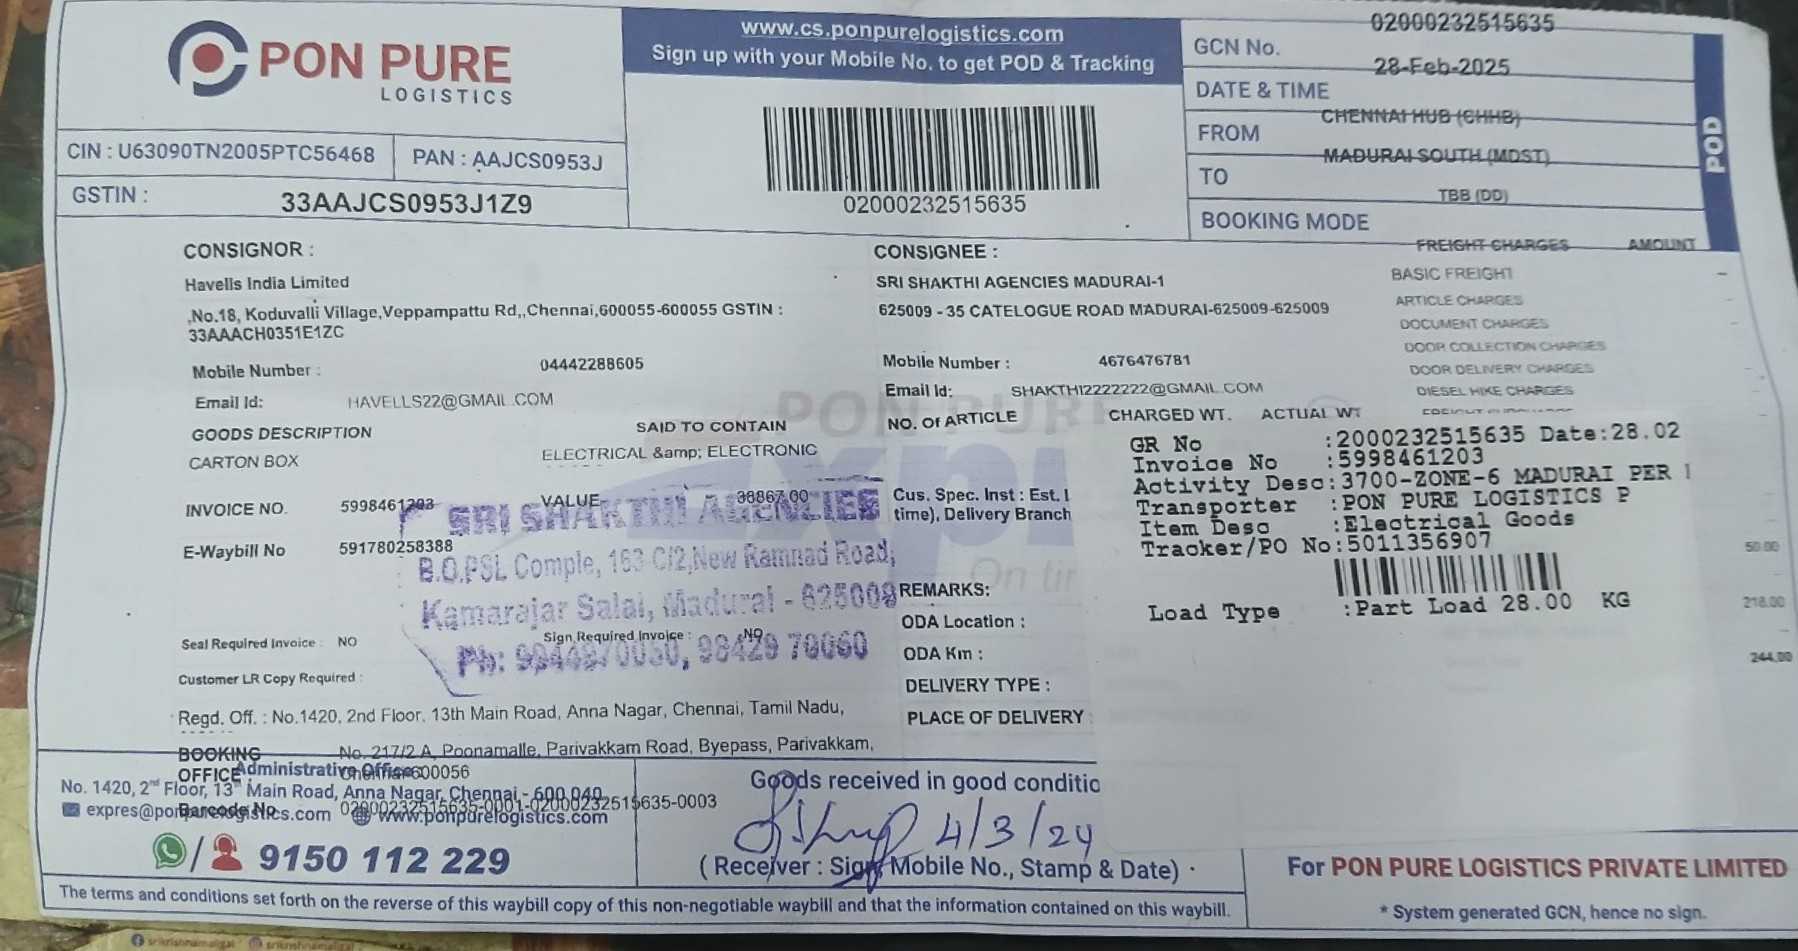 PON PURE
LOGISTICS
CIN : U63090TN2005PTC56468
PAN : AAJCS0953J
GSTIN :
33AAJCS0953J1Z9
www.cs.ponpurelogistics.com
Sign up with your Mobile No. to get POD & Tracking
02000232515635
02000232515635
GCN No.
28-Feb-2025
DATE & TIME
CHENNAI HUB (CHHB)
FROM
MADURAI SOUTH (MDST)
TO
TBB (DD)
BOOKING MODE
POD
CONSIGNOR :
Havells India Limited
,No.18, Koduvalli Village,Veppampattu Rd,,Chennai,600055-600055 GSTIN :
33AAACH0351E1ZC
Mobile Number : 04442288605
Email Id: HAVELLS22@GMAIL.COM
GOODS DESCRIPTION
SAID TO CONTAIN
CARTON BOX
ELECTRICAL &amp; ELECTRONIC
CONSIGNEE :
SRI SHAKTHI AGENCIES MADURAI-1
625009 - 35 CATELOGUE ROAD MADURAI-625009-625009
Mobile Number : 4676476781
Email Id: SHAKTHI2222222@GMAIL.COM
NO. Of ARTICLE CHARGED WT. ACTUAL WT
FREIGHT CHARGES AMOUNT
BASIC FREIGHT -
ARTICLE CHARGES
DOCUMENT CHARGES
DOOR COLLECTION CHARGES
DOOR DELIVERY CHARGES
DIESEL HIKE CHARGES
50.00
218.00
244.00
PON PUR
Xpr
On tir
GR No :2000232515635 Date:28.02
Invoice No :5998461203
Activity Desc:3700-ZONE-6 MADURAI PER
Transporter :PON PURE LOGISTICS P
Item Desc :Electrical Goods
Tracker/PO No:5011356907
Load Type :Part Load 28.00 KG
INVOICE NO. 5998461203
VALUE 38867.00
E-Waybill No 591780258388
SRI SHAKTHI AGENCIES
B.O.PSL Comple, 163 C/2,New Ramnad Road,
Kamarajar Salai, Madurai - 625009
Ph: 98429 70060
Cus. Spec. Inst : Est.
time), Delivery Branch
REMARKS:
ODA Location :
ODA Km :
DELIVERY TYPE :
PLACE OF DELIVERY :
Seal Required Invoice : NO
Sign Required Invoice : NO
Customer LR Copy Required :
Regd. Off. : No.1420, 2nd Floor, 13th Main Road, Anna Nagar, Chennai, Tamil Nadu,
BOOKING OFFICE
No. 217/2 A, Poonamalle, Parivakkam Road, Byepass, Parivakkam,
Chennai-600056
Administrative Office :
No. 1420, 2nd Floor, 13th Main Road, Anna Nagar, Chennai - 600 040
Barcode No 02000232515635-0001-02000232515635-0003
expres@ponpurelogistics.com www.ponpurelogistics.com
9150 112 229
Goods received in good conditio
4/3/24
( Receiver : Sign, Mobile No., Stamp & Date)
For PON PURE LOGISTICS PRIVATE LIMITED
* System generated GCN, hence no sign.
The terms and conditions set forth on the reverse of this waybill copy of this non-negotiable waybill and that the information contained on this waybill.